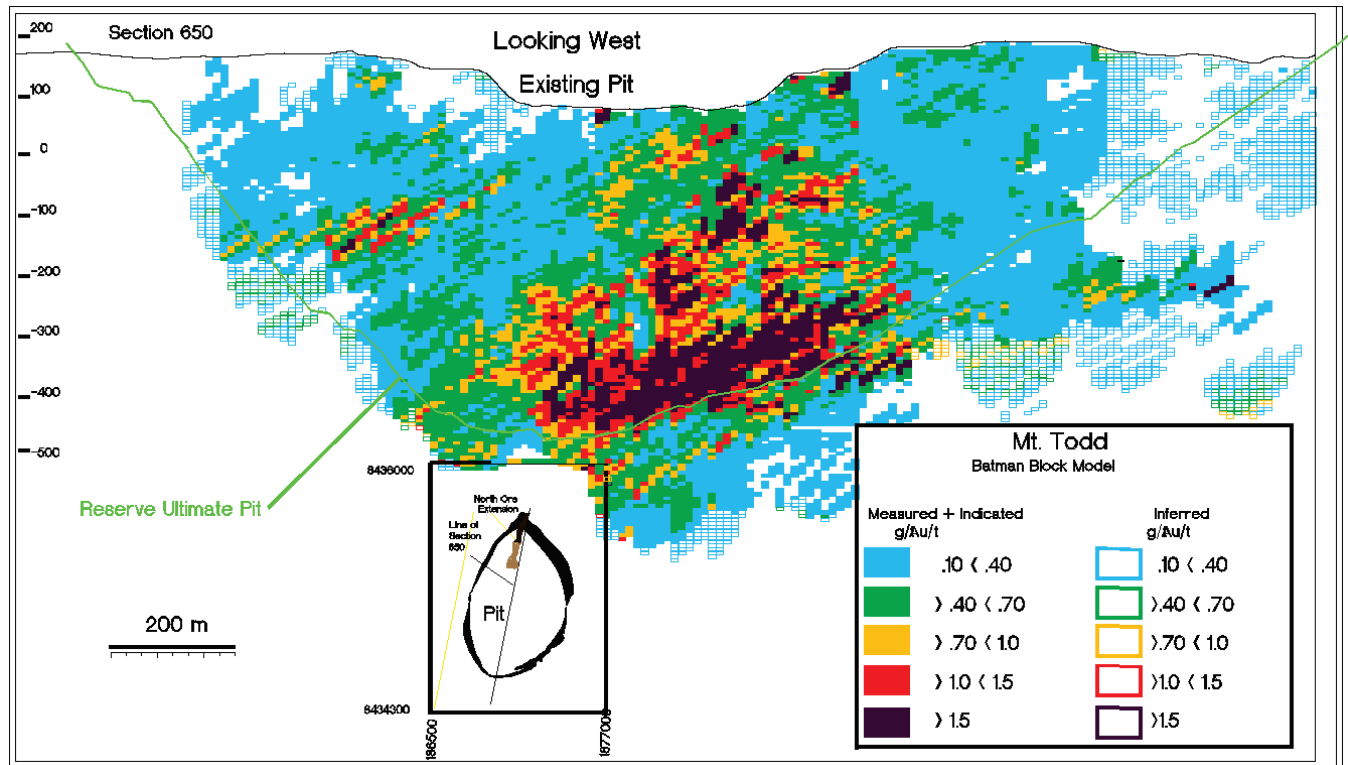 Section 650
Looking West
Existing Pit
200
100
0
-100
-200
-300
-400
-500
Reserve Ultimate Pit
200 m
8436000
8434300
186500
1877000
North Ore
Extension
Line of
Section
650
Pit
Mt. Todd
Batman Block Model
Measured + Indicated
g/Au/t
.10 < .40
> .40 < .70
> .70 < 1.0
> 1.0 < 1.5
> 1.5
Inferred
g/Au/t
.10 < .40
>.40 < .70
>.70 < 1.0
>1.0 < 1.5
>1.5